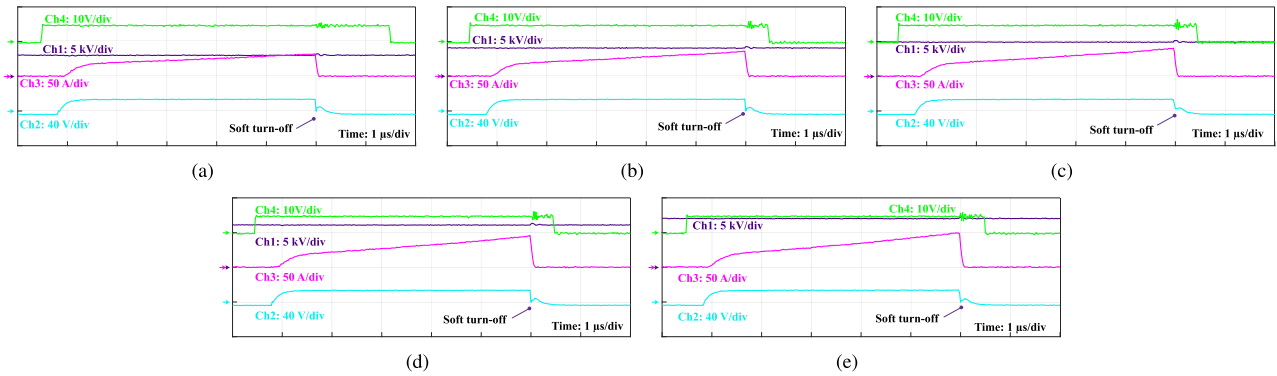 Ch4: 10V/div
Ch1: 5 kV/div
Ch3: 50 A/div
Ch2: 40 V/div
Soft turn-off
Time: 1 μs/div
(a)
Ch4: 10V/div
Ch1: 5 kV/div
Ch3: 50 A/div
Ch2: 40 V/div
Soft turn-off
Time: 1 μs/div
(b)
Ch4: 10V/div
Ch1: 5 kV/div
Ch3: 50 A/div
Ch2: 40 V/div
Soft turn-off
Time: 1 μs/div
(c)
Ch4: 10V/div
Ch1: 5 kV/div
Ch3: 50 A/div
Ch2: 40 V/div
Soft turn-off
Time: 1 μs/div
(d)
Ch4: 10V/div
Ch1: 5 kV/div
Ch3: 50 A/div
Ch2: 40 V/div
Soft turn-off
Time: 1 μs/div
(e)